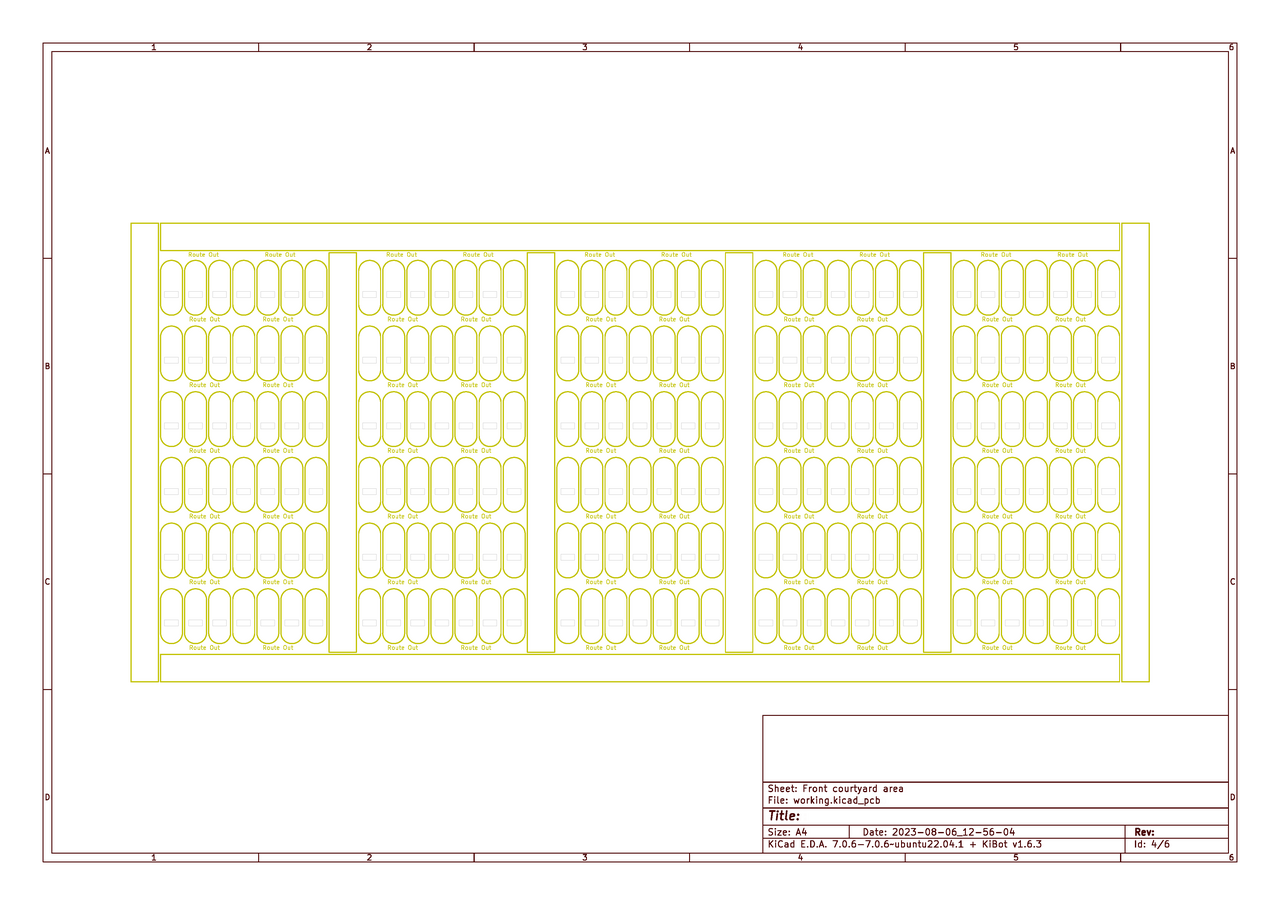 1 2 3 4 5 6
A A
Route Out Route Out Route Out Route Out Route Out Route Out Route Out Route Out Route Out Route Out
Route Out Route Out Route Out Route Out Route Out Route Out Route Out Route Out Route Out Route Out
B B
Route Out Route Out Route Out Route Out Route Out Route Out Route Out Route Out Route Out Route Out
Route Out Route Out Route Out Route Out Route Out Route Out Route Out Route Out Route Out Route Out
Route Out Route Out Route Out Route Out Route Out Route Out Route Out Route Out Route Out Route Out
C C
Route Out Route Out Route Out Route Out Route Out Route Out Route Out Route Out Route Out Route Out
Route Out Route Out Route Out Route Out Route Out Route Out Route Out Route Out Route Out Route Out
Sheet: Front courtyard area
D D
File: working.kicad_pcb
Title:
Size: A4 Date: 2023-08-06_12-56-04 Rev:
KiCad E.D.A. 7.0.6-7.0.6~ubuntu22.04.1 + KiBot v1.6.3 Id: 4/6
1 2 3 4 5 6